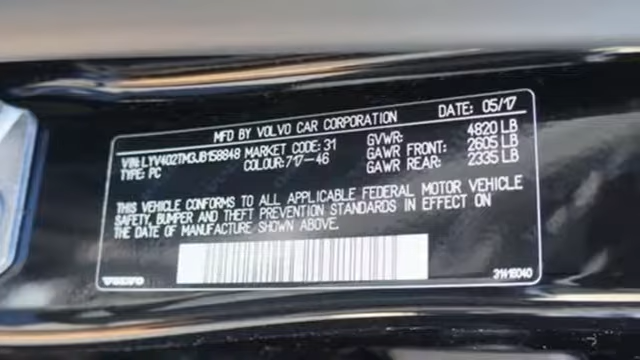 MFD BY VOLVO CAR CORPORATION DATE: 05/17
VIN: LYV402TM3JB158848 MARKET CODE: 31 GVWR: 4820 LB
TYPE: PC COLOUR: 717-46 GAWR FRONT: 2605 LB
GAWR REAR: 2335 LB
THIS VEHICLE CONFORMS TO ALL APPLICABLE FEDERAL MOTOR VEHICLE
SAFETY, BUMPER AND THEFT PREVENTION STANDARDS IN EFFECT ON
THE DATE OF MANUFACTURE SHOWN ABOVE.
VOLVO 31416040